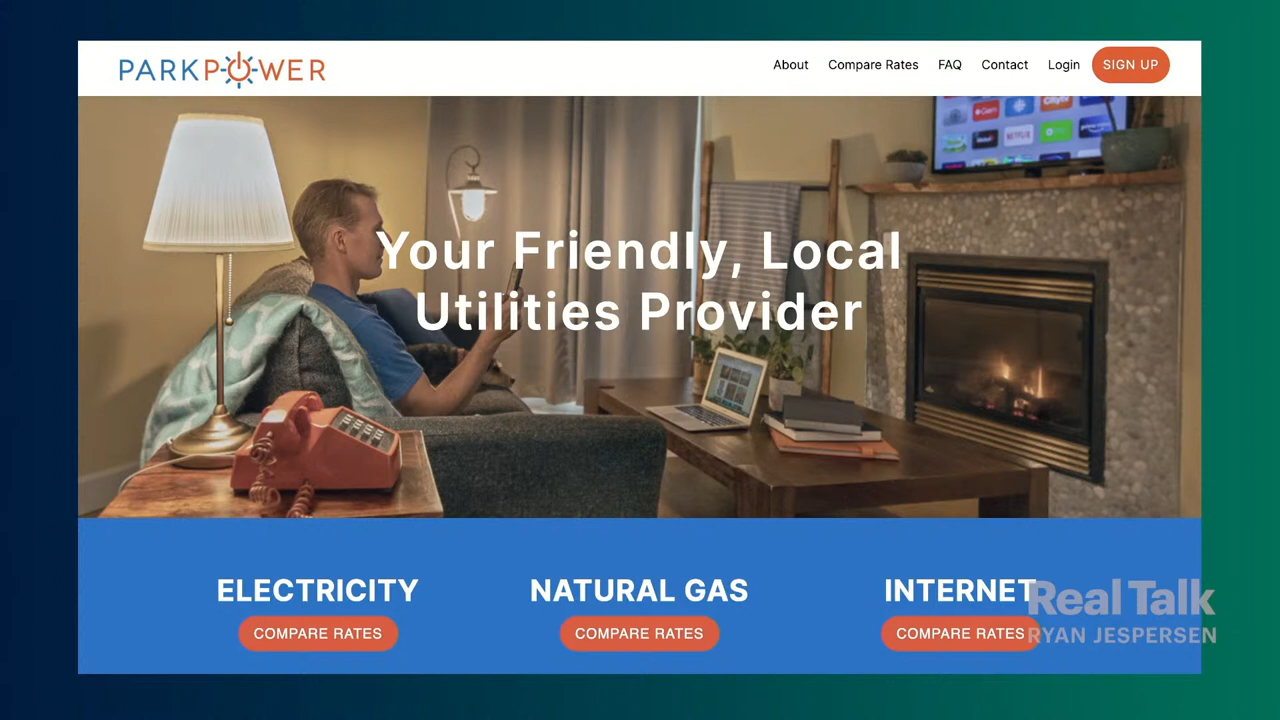 PARKPOWER
About Compare Rates FAQ Contact Login SIGN UP
Your Friendly, Local
Utilities Provider
NETFLIX
ELECTRICITY NATURAL GAS INTERNET
COMPARE RATES COMPARE RATES COMPARE RATES
Real Talk
RYAN JESPERSEN